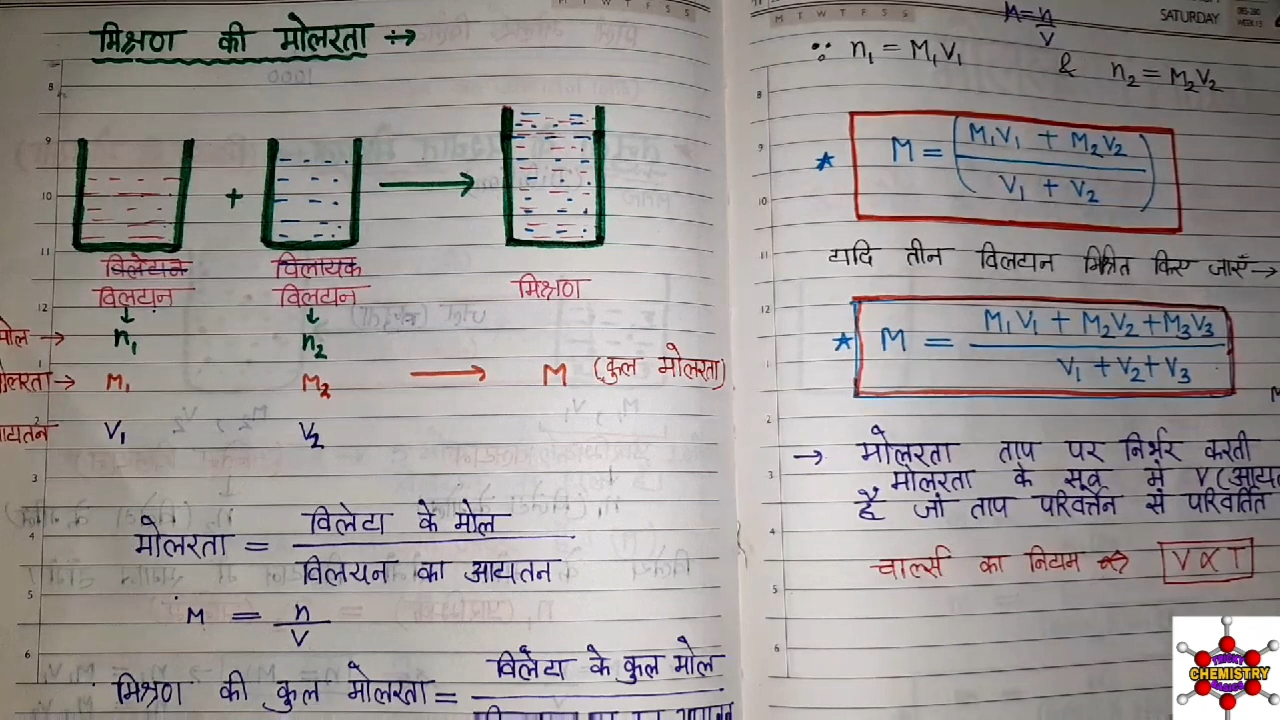 मिश्रण की मोलरता →
विलयन + विलायक
विलयन विलयन मिश्रण
मोल → n₁ n₂
मोलरता → M₁ M₂ → M (कुल मोलरता)
आयतन V₁ V₂
मोलरता = विलेटा के मोल / विलयन का आयतन
M = n/V
मिश्रण की कुल मोलरता = विलेटा के कुल मोल
SATURDAY
M = n/V
∵ n₁ = M₁V₁ & n₂ = M₂V₂
* M = (M₁V₁ + M₂V₂ / V₁ + V₂)
यदि तीन विलयन मिश्रित किए जाएँ →
* M = M₁V₁ + M₂V₂ + M₃V₃ / V₁ + V₂ + V₃
→ मोलरता ताप पर निर्भर करती
मोलरता के सूत्र में V (आय
है जो ताप परिवर्तन से परिवर्तित
चार्ल्स का नियम ⇒ V∝T
CHEMISTRY